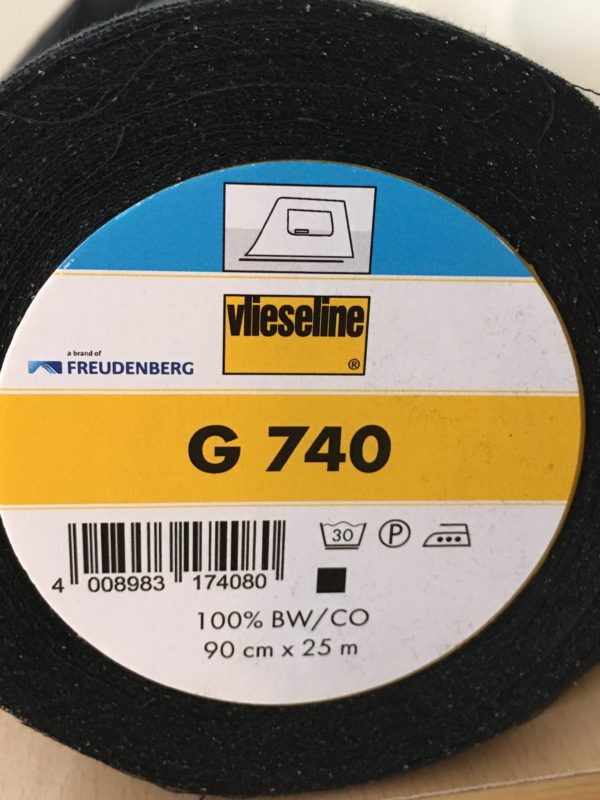 vlieseline
®
a brand of
FREUDENBERG
G 740
30 P
4 008983 174080
100% BW/CO
90 cm x 25 m